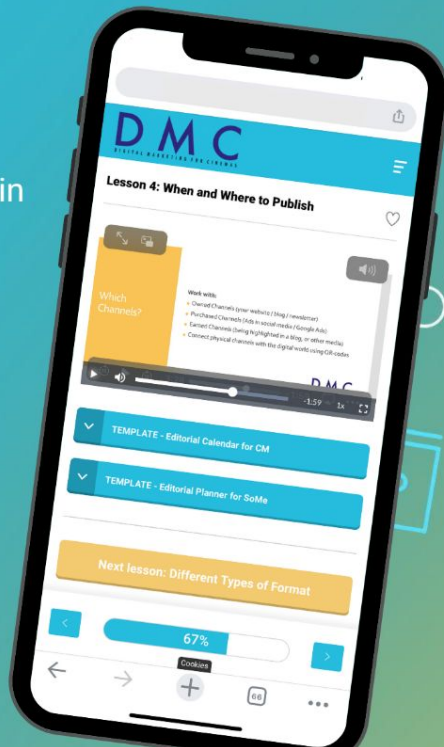 in
DMC
DIGITAL MARKETING FOR CINEMAS
Lesson 4: When and Where to Publish
Which
Channels?
Work with:
• Owned Channels (your website / blog / newsletter)
• Purchased Channels (Ads in social media / Google Ads)
• Earned Channels (being highlighted in a blog, or other media)
• Connect physical channels with the digital world using QR-codes
DMC
-1:59
1x
TEMPLATE - Editorial Calendar for CM
TEMPLATE - Editorial Planner for SoMe
Next lesson: Different Types of Format
67%
Cookies
66